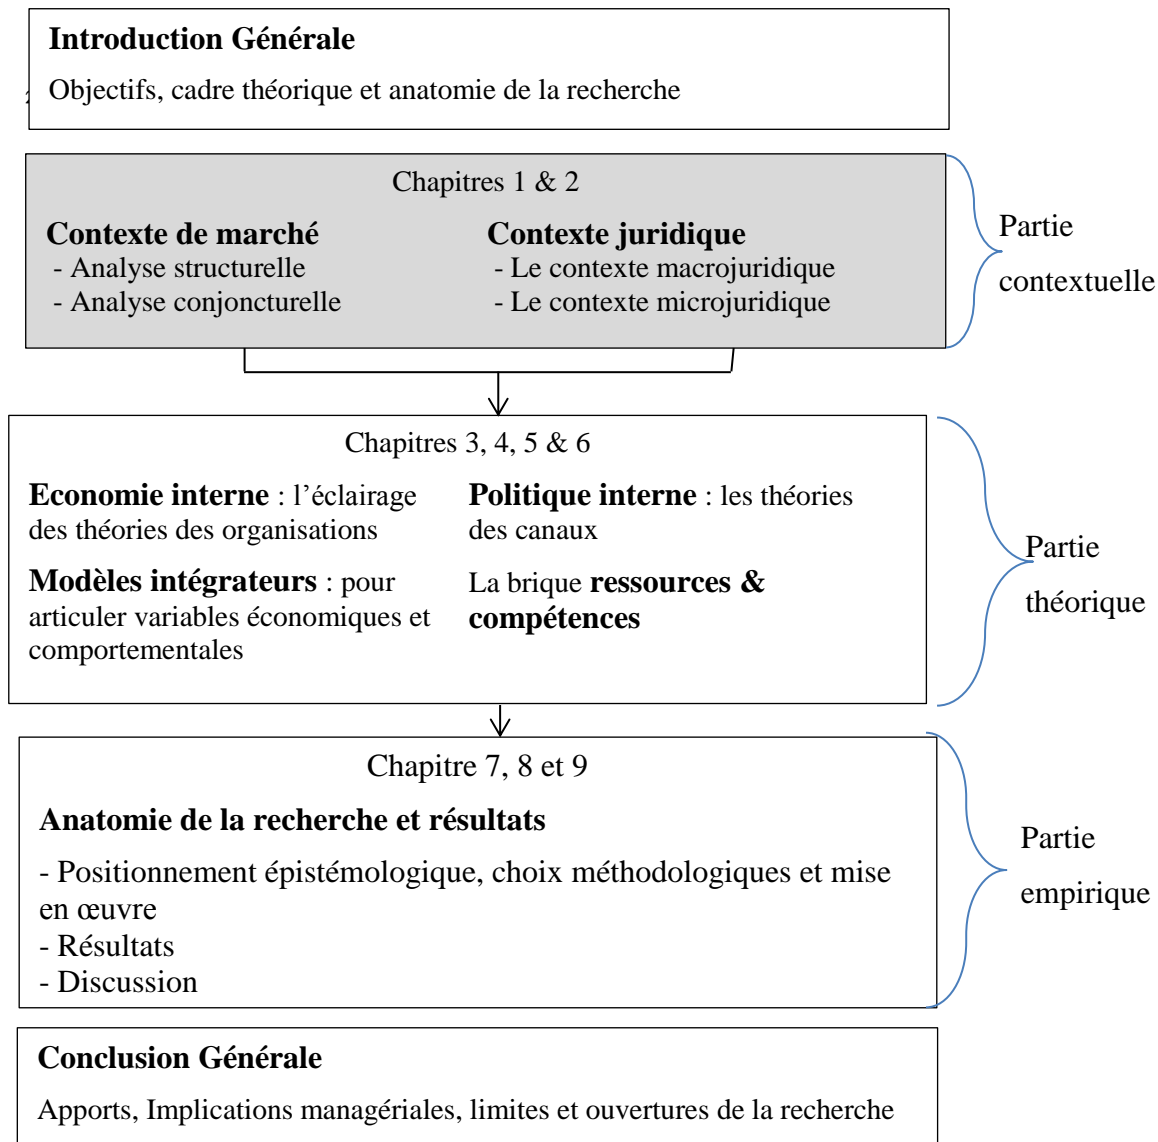 Introduction Générale
Objectifs, cadre théorique et anatomie de la recherche
Chapitres 1 & 2
Contexte de marché
- Analyse structurelle
- Analyse conjoncturelle
Contexte juridique
- Le contexte macrojuridique
- Le contexte microjuridique
Partie
contextuelle
Chapitres 3, 4, 5 & 6
Economie interne : l’éclairage
des théories des organisations
Politique interne : les théories
des canaux
Modèles intégrateurs : pour
articuler variables économiques et
comportementales
La brique ressources &
compétences
Partie
théorique
Chapitre 7, 8 et 9
Anatomie de la recherche et résultats
- Positionnement épistémologique, choix méthodologiques et mise
en œuvre
- Résultats
- Discussion
Partie
empirique
Conclusion Générale
Apports, Implications managériales, limites et ouvertures de la recherche